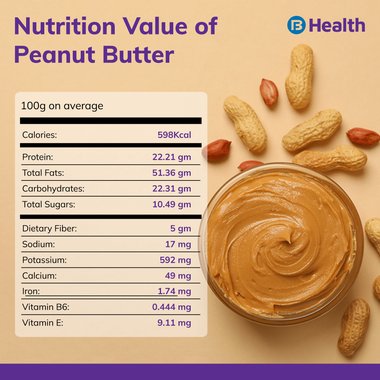 Nutrition Value of
Peanut Butter
B Health
100g on average
Calories: 598Kcal
Protein: 22.21 gm
Total Fats: 51.36 gm
Carbohydrates: 22.31 gm
Total Sugars: 10.49 gm
Dietary Fiber: 5 gm
Sodium: 17 mg
Potassium: 592 mg
Calcium: 49 mg
Iron: 1.74 mg
Vitamin B6: 0.444 mg
Vitamin E: 9.11 mg